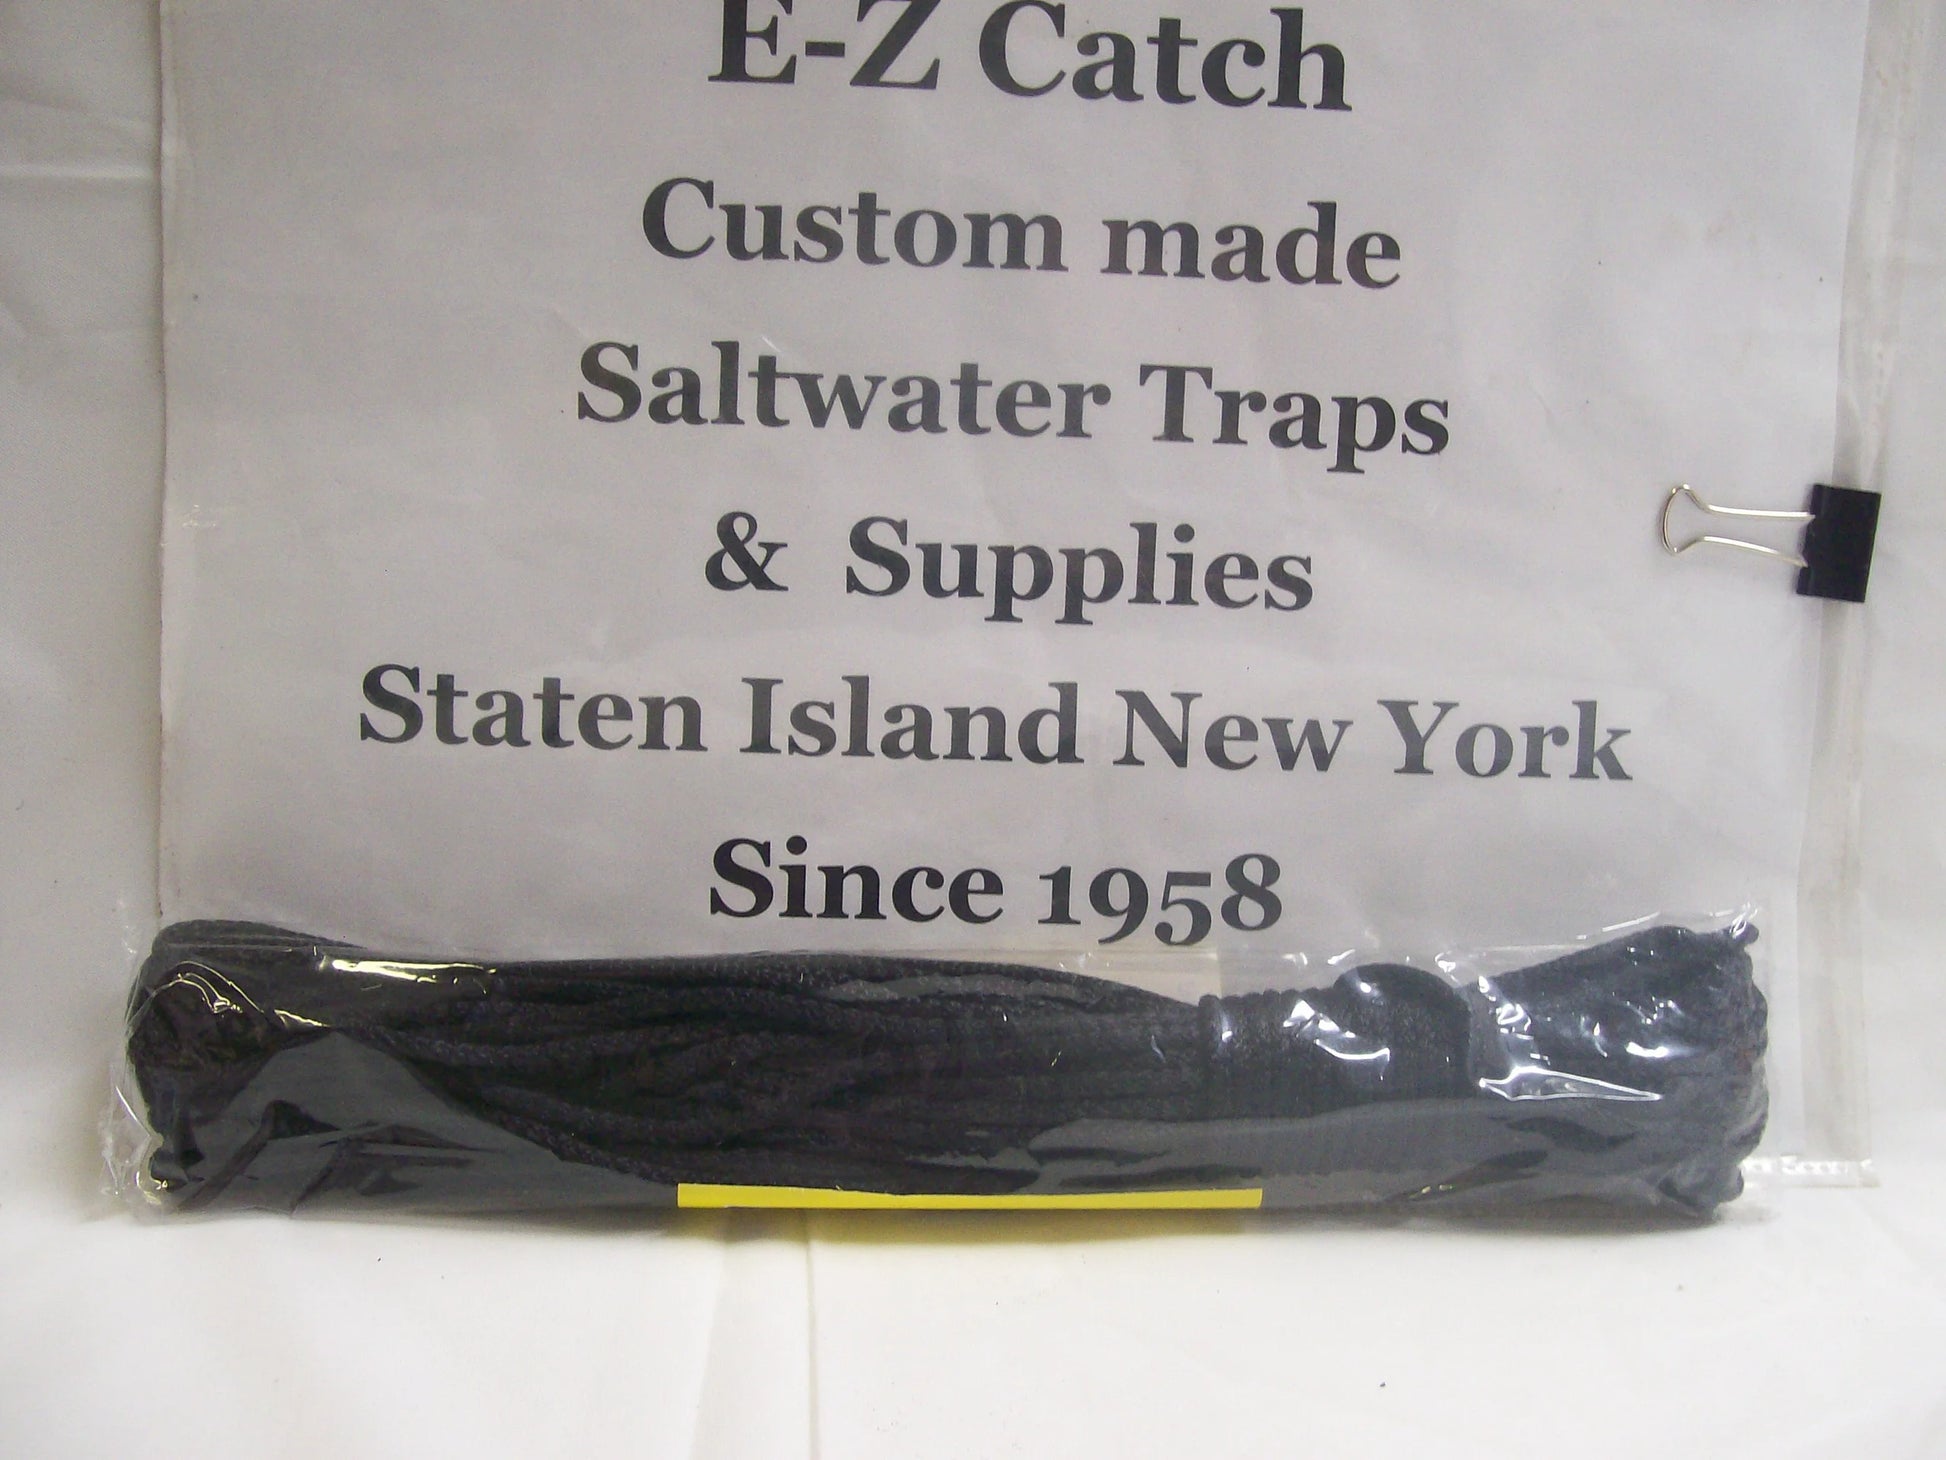 E-Z Catch
Custom made
Saltwater Traps
& Supplies
Staten Island New York
Since 1958